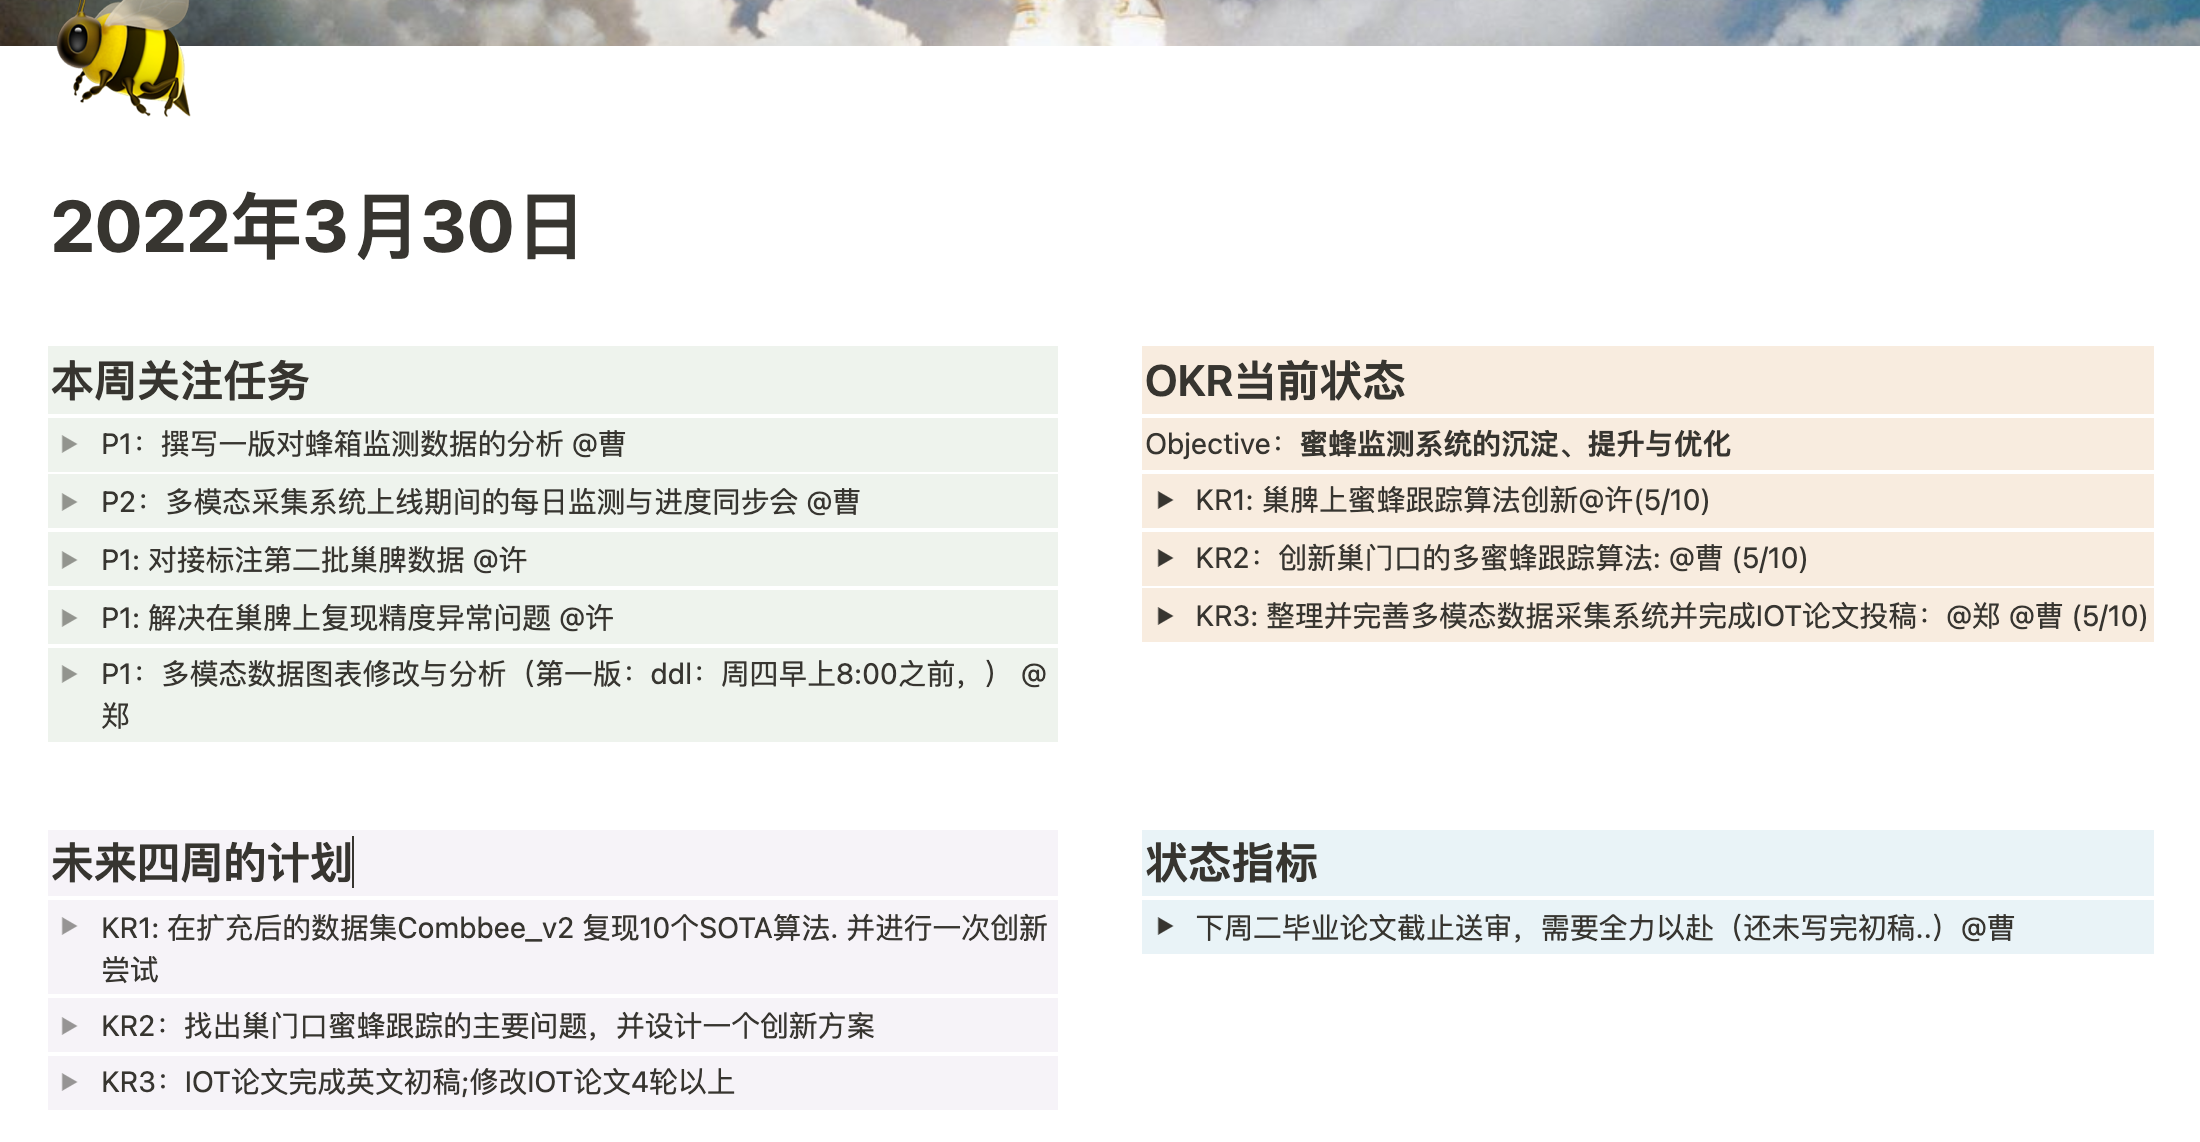 2022年3月30日
本周关注任务
P1：撰写一版对蜂箱监测数据的分析 @曹
P2：多模态采集系统上线期间的每日监测与进度同步会 @曹
P1: 对接标注第二批巢脾数据 @许
P1: 解决在巢脾上复现精度异常问题 @许
P1：多模态数据图表修改与分析（第一版：ddl：周四早上8:00之前，） @
郑
OKR当前状态
Objective：蜜蜂监测系统的沉淀、提升与优化
KR1: 巢脾上蜜蜂跟踪算法创新@许(5/10)
KR2：创新巢门口的多蜜蜂跟踪算法: @曹 (5/10)
KR3: 整理并完善多模态数据采集系统并完成IOT论文投稿：@郑 @曹 (5/10)
未来四周的计划
KR1: 在扩充后的数据集Combbee_v2 复现10个SOTA算法. 并进行一次创新
尝试
KR2：找出巢门口蜜蜂跟踪的主要问题，并设计一个创新方案
KR3：IOT论文完成英文初稿;修改IOT论文4轮以上
状态指标
下周二毕业论文截止送审，需要全力以赴（还未写完初稿..）@曹